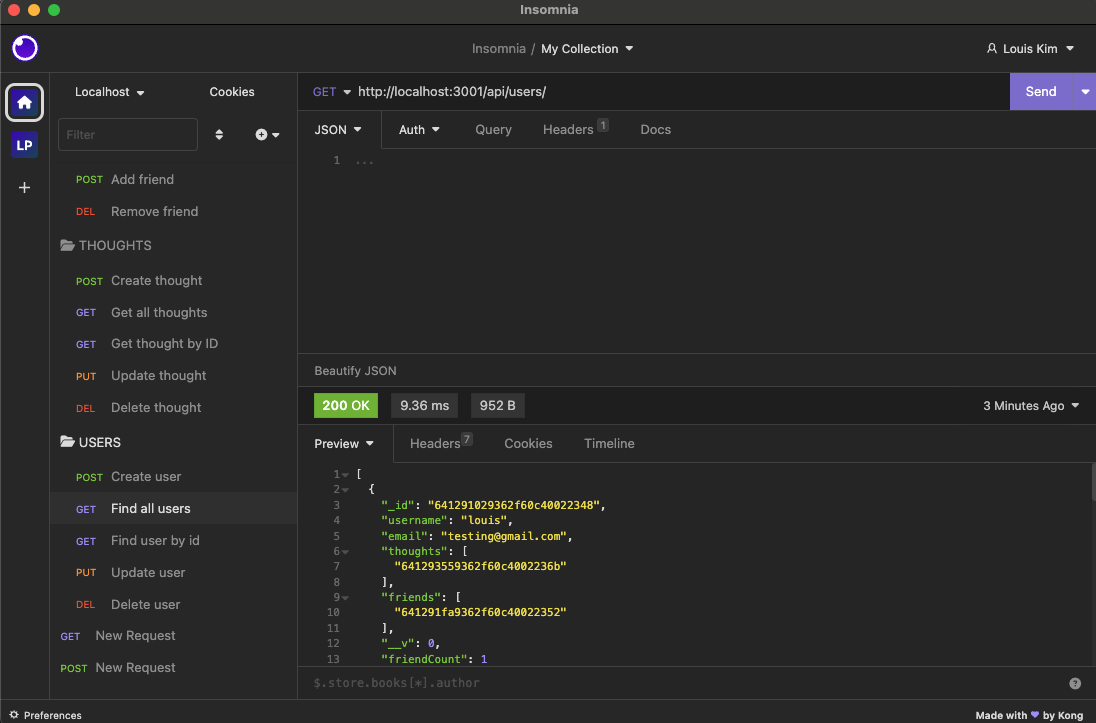 Insomnia
Insomnia / My Collection
Louis Kim
LP
Localhost
Cookies
Filter
POST Add friend
DEL Remove friend
THOUGHTS
POST Create thought
GET Get all thoughts
GET Get thought by ID
PUT Update thought
DEL Delete thought
USERS
POST Create user
GET Find all users
GET Find user by id
PUT Update user
DEL Delete user
GET New Request
POST New Request
GET http://localhost:3001/api/users/
Send
JSON Auth Query Headers 1 Docs
1 ...
Beautify JSON
200 OK 9.36 ms 952 B 3 Minutes Ago
Preview Headers 7 Cookies Timeline
1 [
2 {
3 "_id": "641291029362f60c40022348",
4 "username": "louis",
5 "email": "testing@gmail.com",
6 "thoughts": [
7 "641293559362f60c4002236b"
8 ],
9 "friends": [
10 "641291fa9362f60c40022352"
11 ],
12 "__v": 0,
13 "friendCount": 1
$.store.books[*].author
?
Preferences
Made with ♥ by Kong